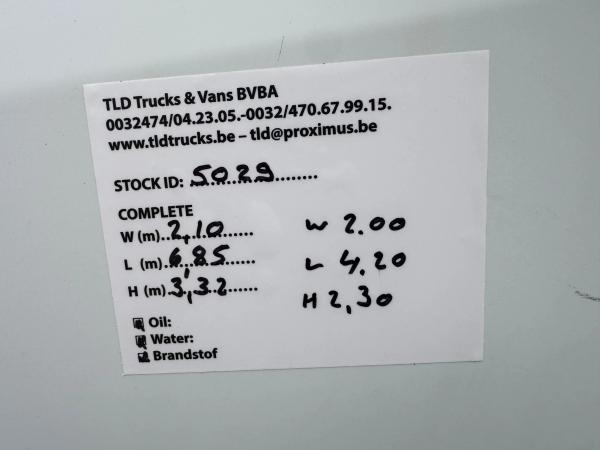 TLD Trucks & Vans BVBA
0032474/04.23.05.-0032/470.67.99.15.
www.tldtrucks.be – tld@proximus.be
STOCK ID: 5029
COMPLETE
W (m)..2,10...... W 2.00
L (m).6,85...... L 4,20
H (m).3,32...... H 2,30
Oil:
Water:
Brandstof